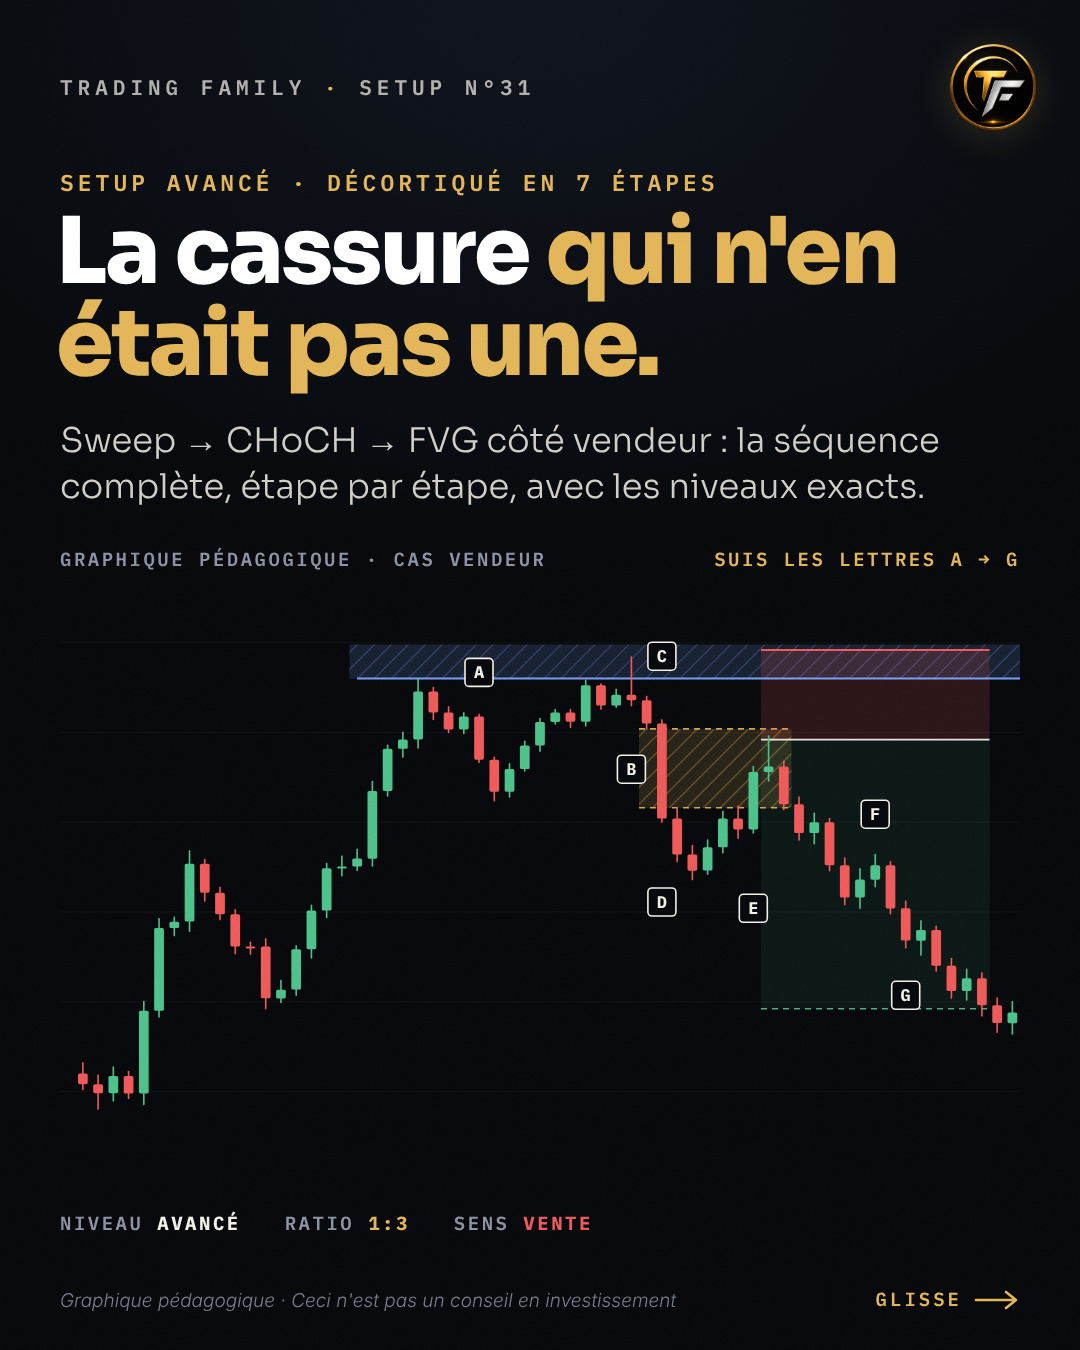 TRADING FAMILY · SETUP N°31
TF
SETUP AVANCÉ · DÉCORTIQUÉ EN 7 ÉTAPES
La cassure qui n'en
était pas une.
Sweep → CHoCH → FVG côté vendeur : la séquence
complète, étape par étape, avec les niveaux exacts.
GRAPHIQUE PÉDAGOGIQUE · CAS VENDEUR
SUIS LES LETTRES A → G
C
A
B
F
D
E
G
NIVEAU AVANCÉ RATIO 1:3 SENS VENTE
Graphique pédagogique · Ceci n'est pas un conseil en investissement
GLISSE →